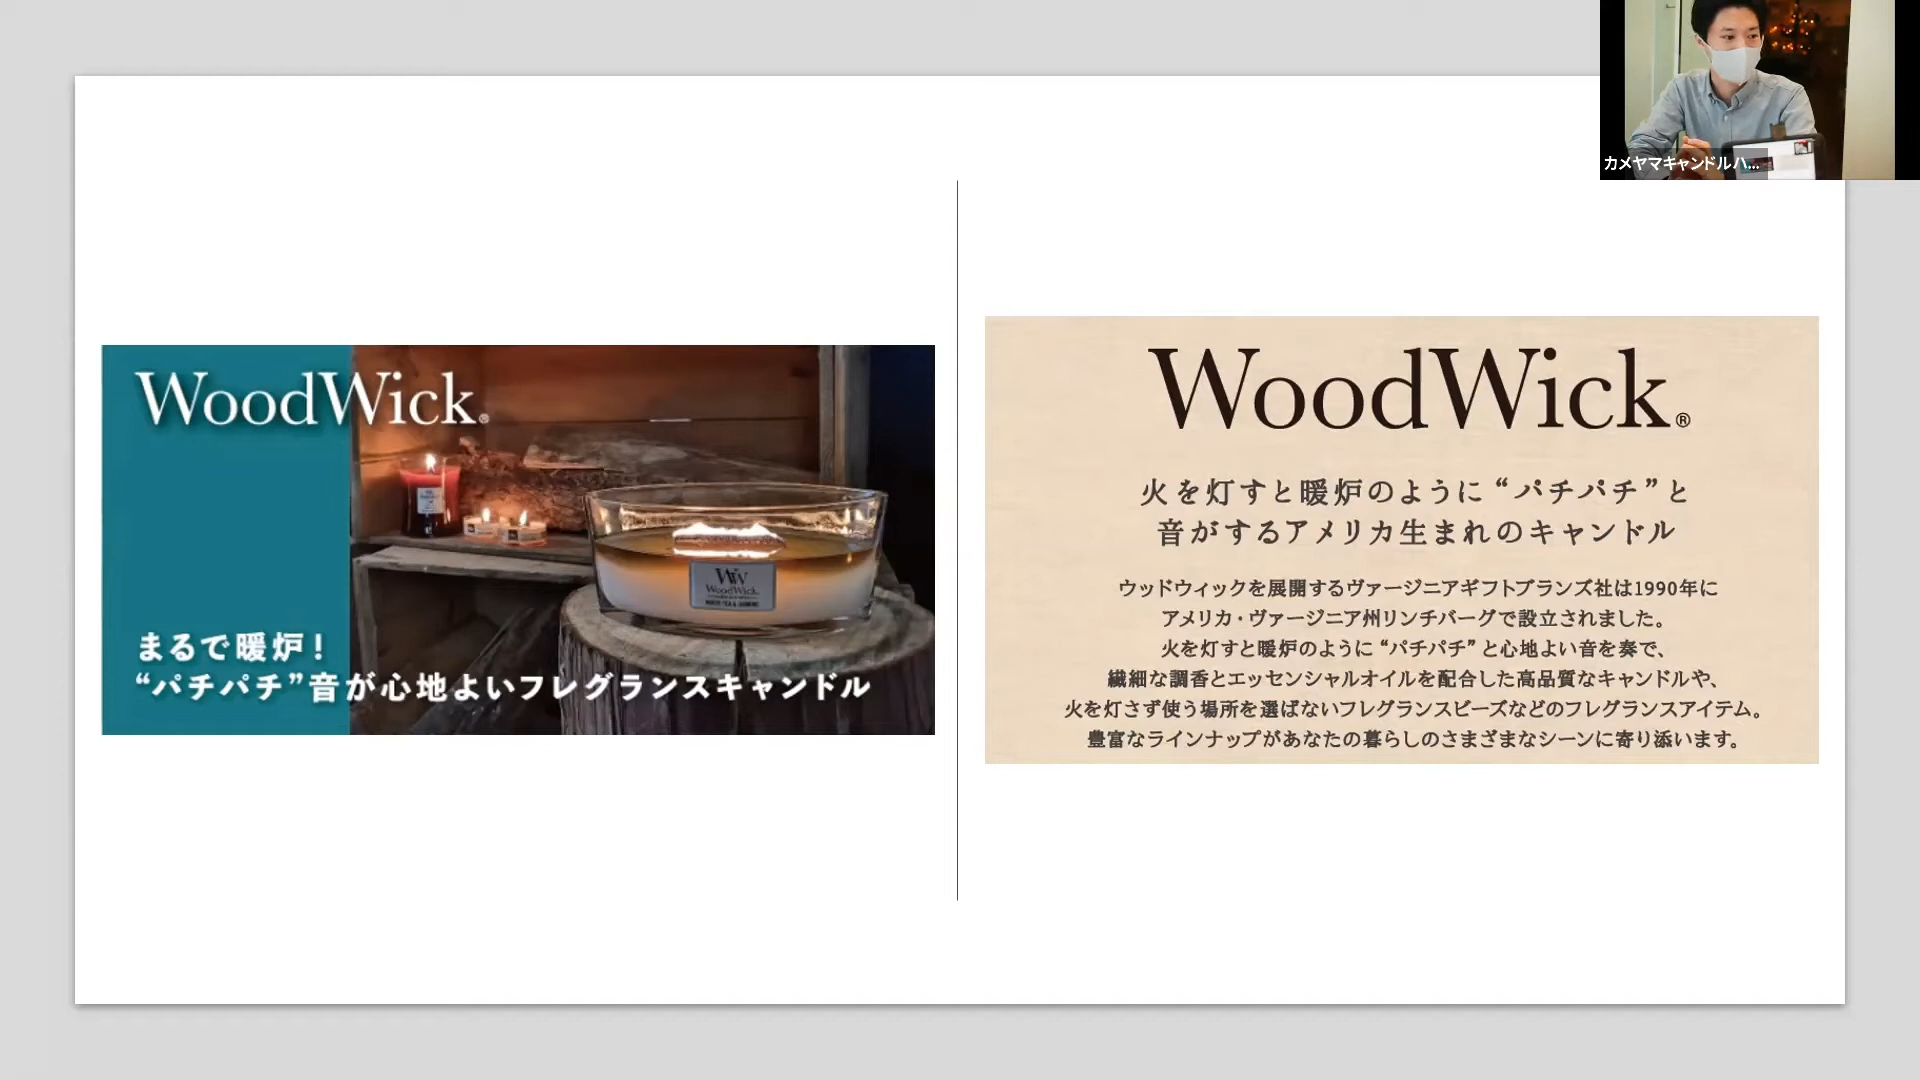 カメヤマキャンドルハ...
WoodWick®
まるで暖炉！
“パチパチ”音が心地よいフレグランスキャンドル
WW
WoodWick
WoodWick®
火を灯すと暖炉のように“パチパチ”と
音がするアメリカ生まれのキャンドル
ウッドウィックを展開するヴァージニアギフトブランズ社は1990年に
アメリカ・ヴァージニア州リンチバーグで設立されました。
火を灯すと暖炉のように“パチパチ”と心地よい音を奏で、
繊細な調香とエッセンシャルオイルを配合した高品質なキャンドルや、
火を灯さず使う場所を選ばないフレグランスビーズなどのフレグランスアイテム。
豊富なラインナップがあなたの暮らしのさまざまなシーンに寄り添います。